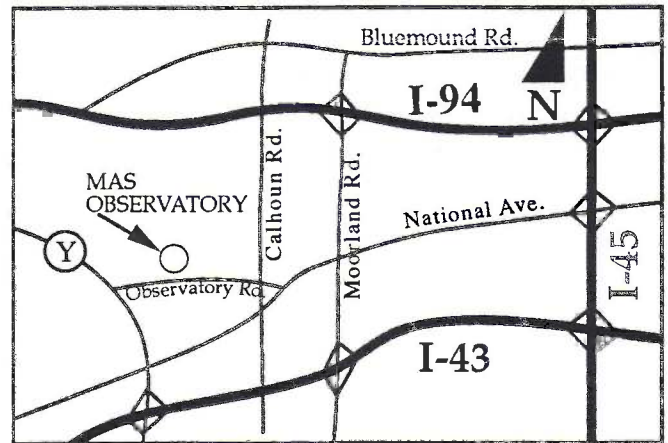 Bluemound Rd.
I-94
N
MAS
OBSERVATORY
Calhoun Rd.
Moorland Rd.
National Ave.
Y
Observatory Rd.
I-45
I-43